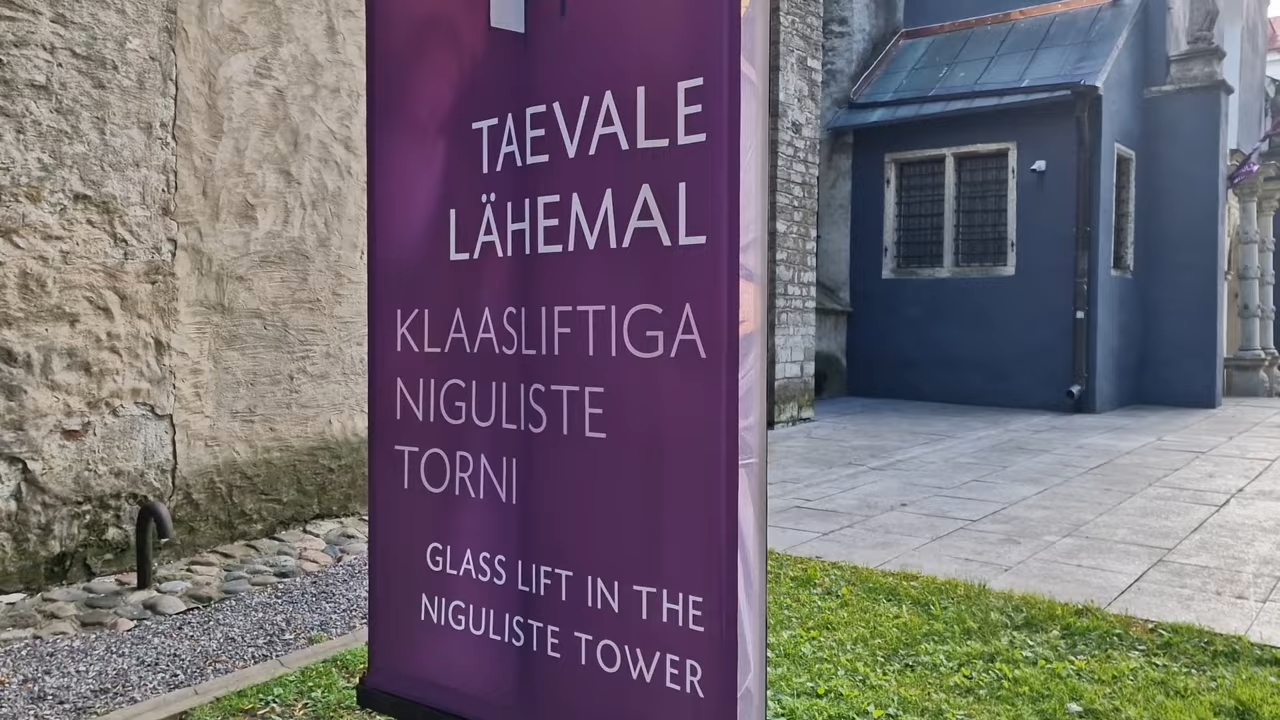 TAEVALE
LÄHEMAL
KLAASLIFTIGA
NIGULISTE
TORNI
GLASS LIFT IN THE
NIGULISTE TOWER